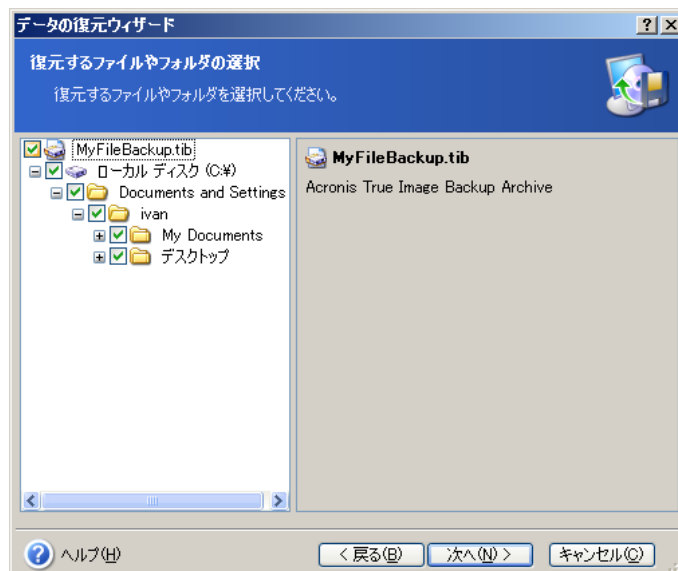 データの復元ウィザード
復元するファイルやフォルダの選択
復元するファイルやフォルダを選択してください。
MyFileBackup.tib
ローカル ディスク (C:¥)
Documents and Settings
ivan
My Documents
デスクトップ
MyFileBackup.tib
Acronis True Image Backup Archive
ヘルプ(H)
< 戻る(B)
次へ(N) >
キャンセル(C)